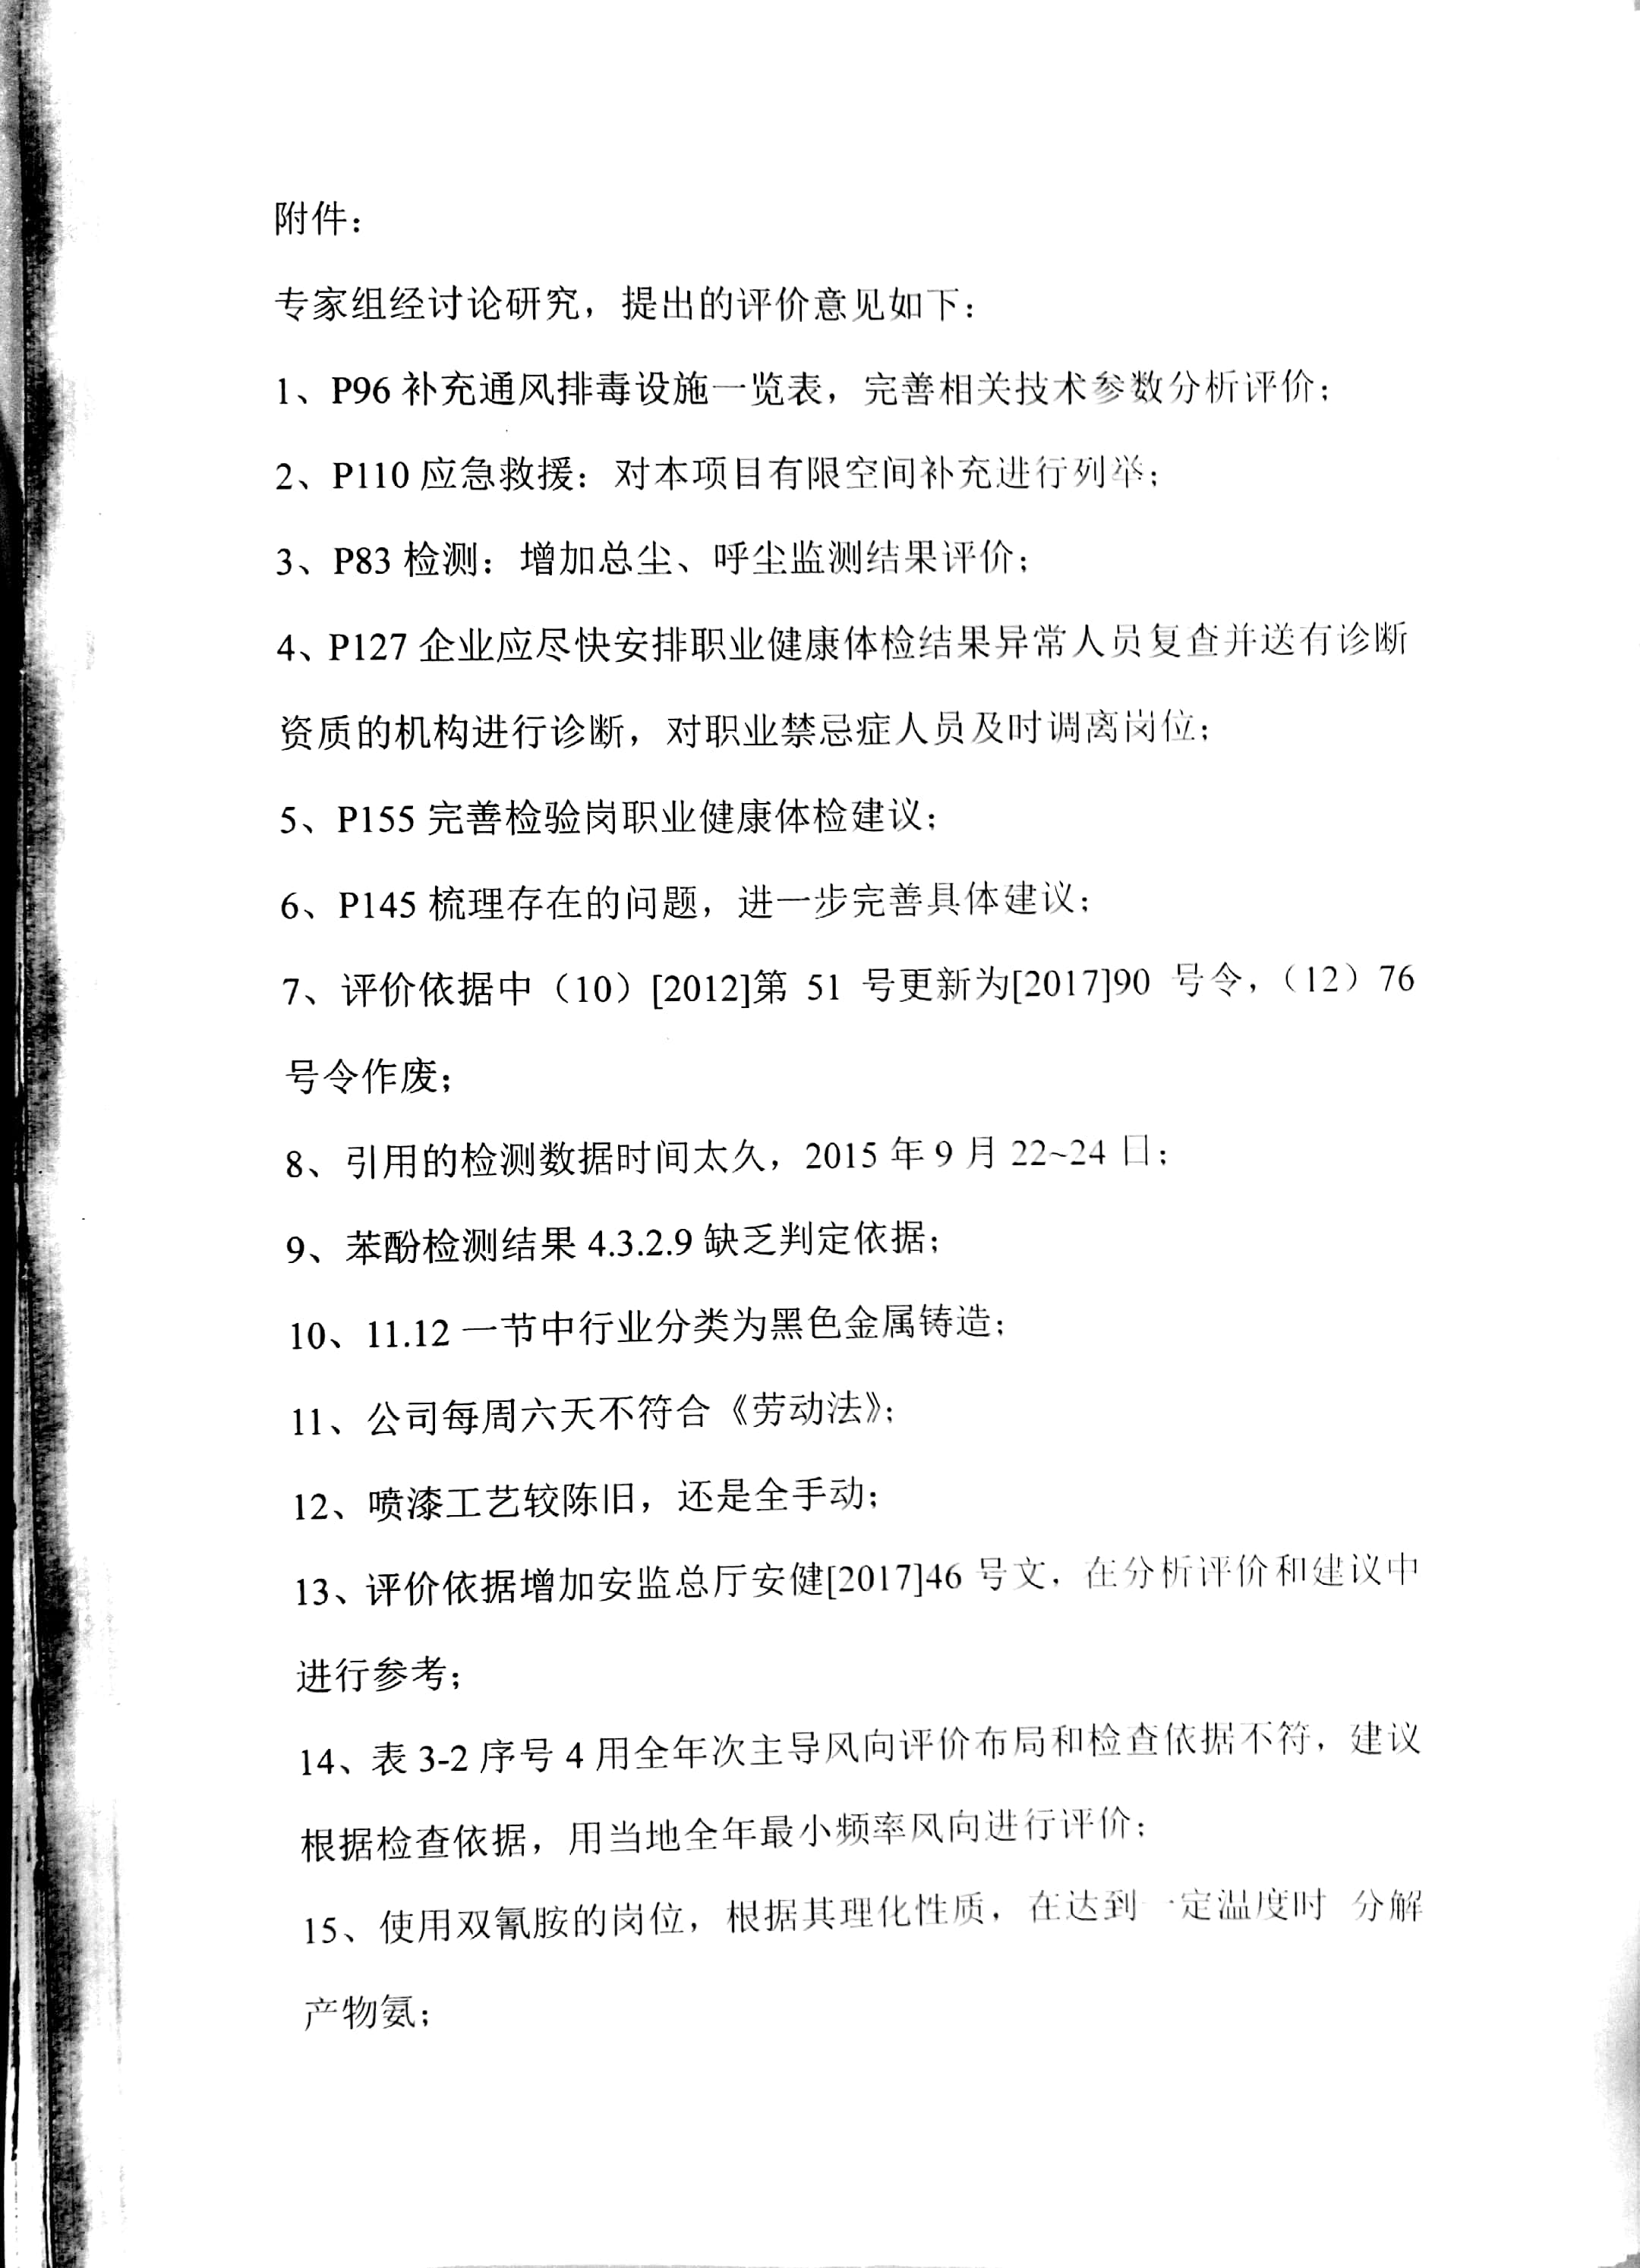 附件：
专家组经讨论研究，提出的评价意见如下：
1、P96 补充通风排毒设施一览表，完善相关技术参数分析评价；
2、P110 应急救援：对本项目有限空间补充进行列举；
3、P83 检测：增加总尘、呼尘监测结果评价；
4、P127 企业应尽快安排职业健康体检结果异常人员复查并送有诊断
资质的机构进行诊断，对职业禁忌症人员及时调离岗位；
5、P155 完善检验岗职业健康体检建议；
6、P145 梳理存在的问题，进一步完善具体建议；
7、评价依据中（10）[2012]第 51 号更新为[2017]90 号令，（12）76
号令作废；
8、引用的检测数据时间太久，2015 年 9 月 22~24 日；
9、苯酚检测结果 4.3.2.9 缺乏判定依据；
10、11.12 一节中行业分类为黑色金属铸造；
11、公司每周六天不符合《劳动法》；
12、喷漆工艺较陈旧，还是全手动；
13、评价依据增加安监总厅安健[2017]46 号文，在分析评价和建议中
进行参考；
14、表 3-2 序号 4 用全年次主导风向评价布局和检查依据不符，建议
根据检查依据，用当地全年最小频率风向进行评价；
15、使用双氰胺的岗位，根据其理化性质，在达到一定温度时 分解
产物氨；